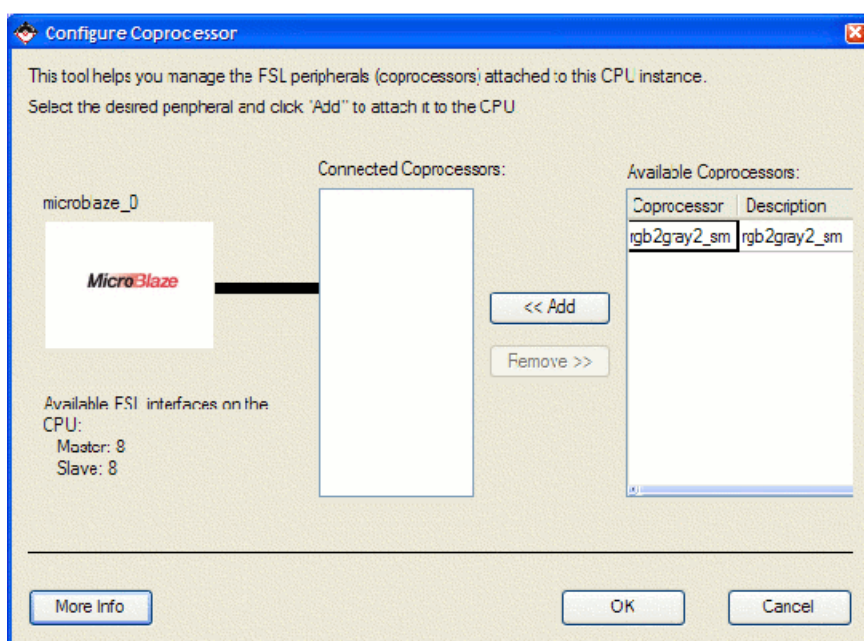 Configure Coprocessor
This tool helps you manage the FSL peripherals (coprocessors) attached to this CPU instance.
Select the desired peripheral and click "Add" to attach it to the CPU
Connected Coprocessors:
Available Coprocessors:
microblaze_0
Coprocessor Description
rgb2gray2_sm rgb2gray2_sm
MicroBlaze
<< Add
Remove >>
Available FSL interfaces on the
CPU:
Master: 8
Slave: 8
More Info
OK
Cancel